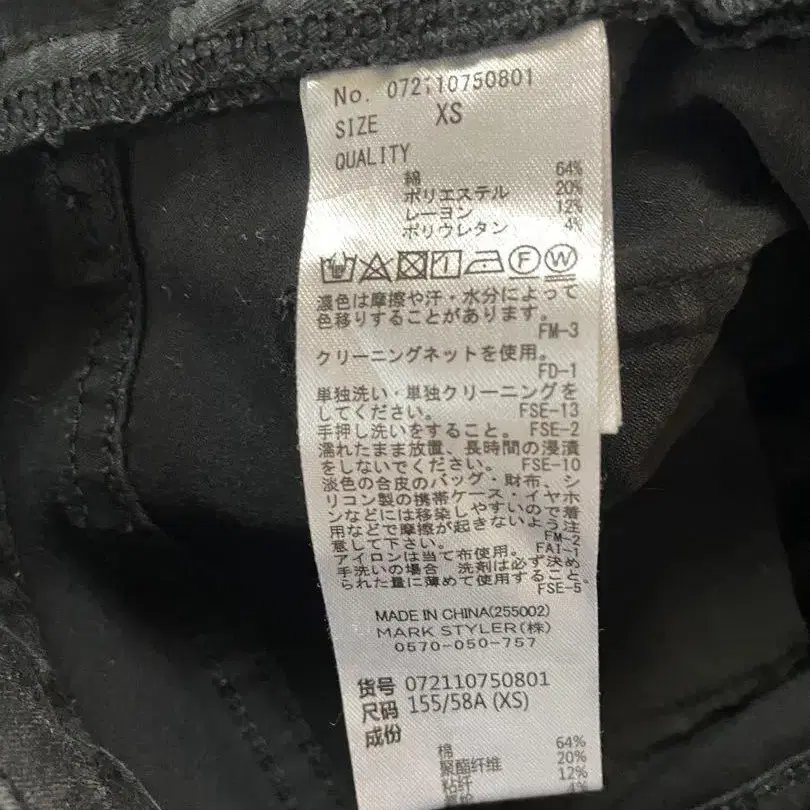 No. 072110750801
SIZE XS
QUALITY
綿 64%
ポリエステル 20%
レーヨン 12%
ポリウレタン 4%
F W
濃色は摩擦や汗・水分によって
色移りすることがあります。
FM-3
クリーニングネットを使用。
FD-1
単独洗い・単独クリーニングを
してください。 FSE-13
手押し洗いをすること。 FSE-2
濡れたまま放置、長時間の浸漬
をしないでください。 FSE-10
淡色の合皮のバッグ・財布、シ
リコン製の携帯ケース・イヤホ
ンなどには移染しやすいので着
用などで摩擦が起きないよう注
意して下さい。 FM-2
アイロンは当て布使用。 FAI-1
手洗いの場合 洗剤は必ず決め
られた量に薄めて使用すること。
FSE-5
MADE IN CHINA(255002)
MARK STYLER(株)
0570-050-757
货号 072110750801
尺码 155/58A (XS)
成份
棉 64%
聚酯纤维 20%
粘纤 12%
4%